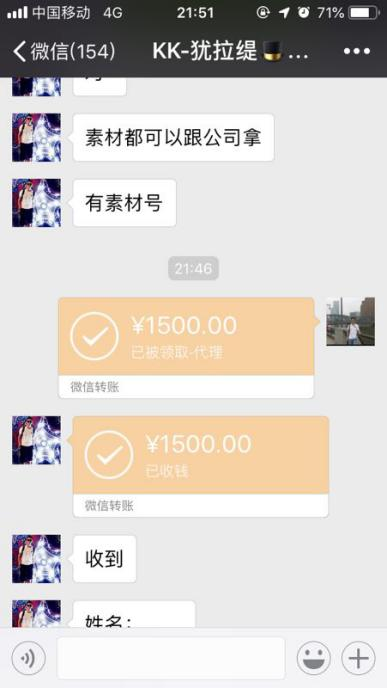 中国移动 4G 21:51 71%
微信(154) KK-犹拉缇 ...
素材都可以跟公司拿
有素材号
21:46
¥1500.00
已被领取-代理
微信转账
¥1500.00
已收钱
微信转账
收到
姓名: